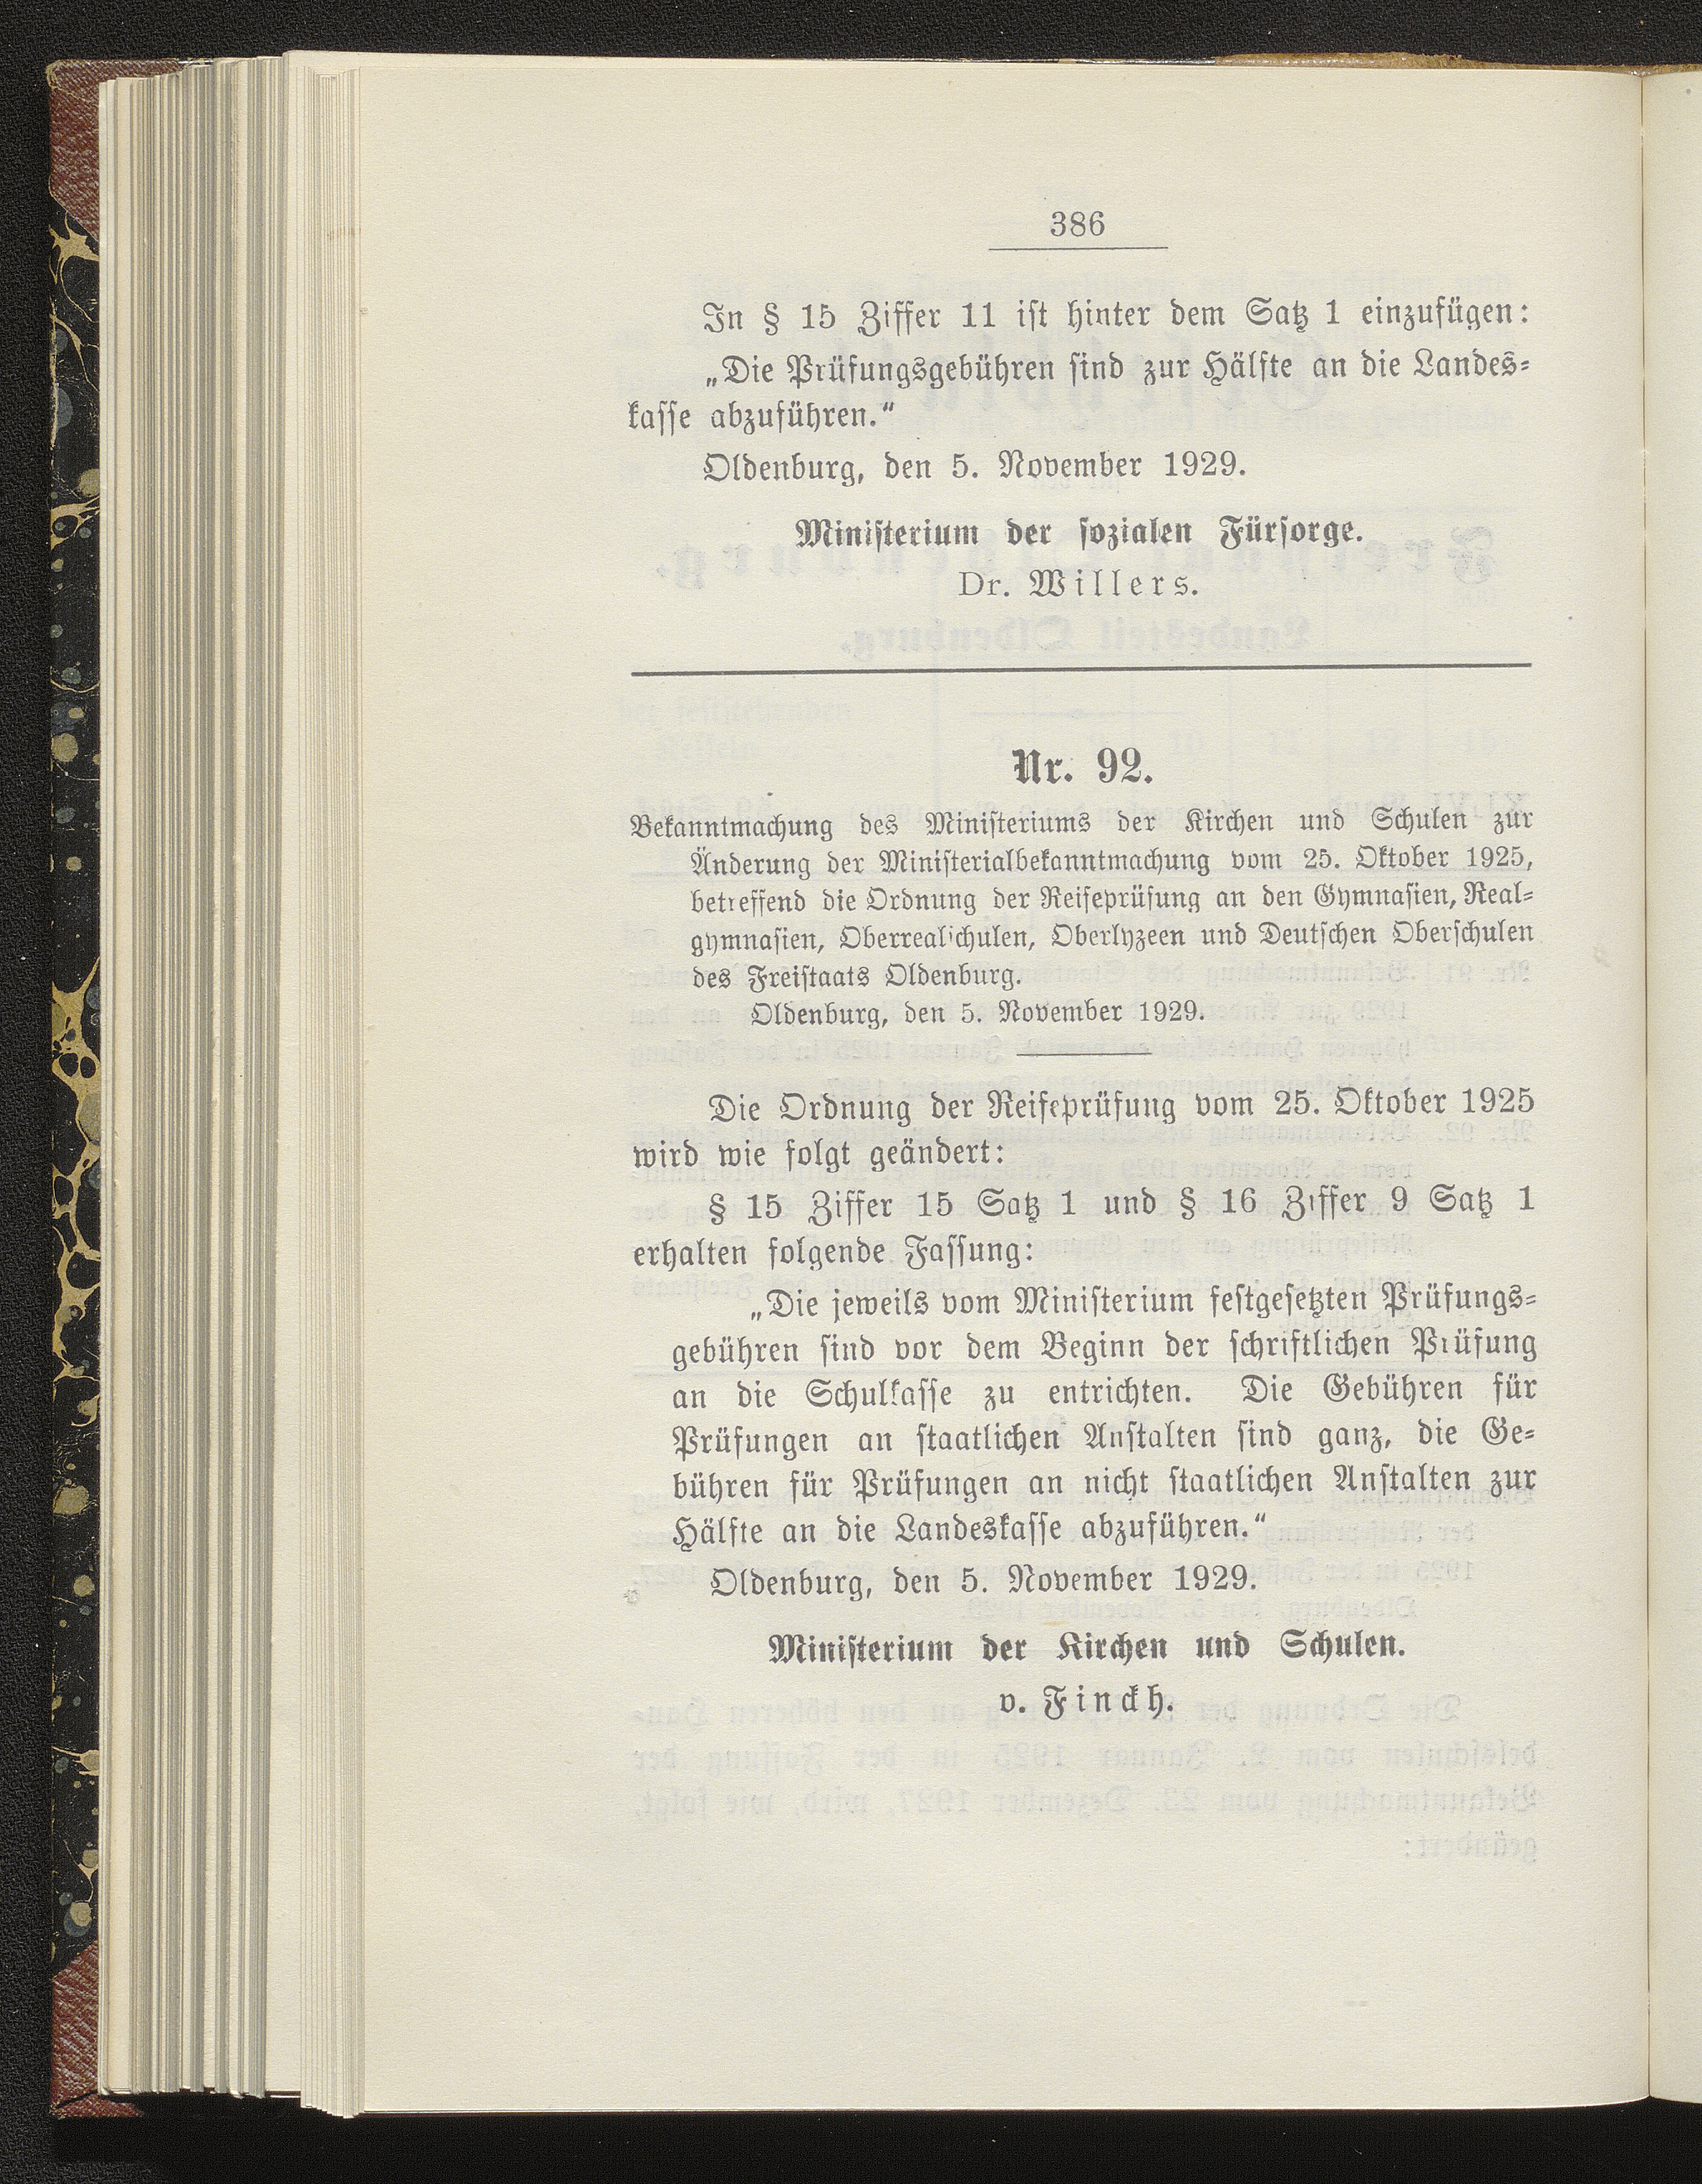 386
In § 15 Ziffer 11 ist hinter dem Satz 1 einzufügen:
„Die Prüfungsgebühren sind zur Hälfte an die Landes-
kasse abzuführen.“
Oldenburg, den 5. November 1929.
Ministerium der sozialen Fürsorge.
Dr. Willers.
Nr. 92.
Bekanntmachung des Ministeriums der Kirchen und Schulen zur
Änderung der Ministerialbekanntmachung vom 25. Oktober 1925,
betreffend die Ordnung der Reifeprüfung an den Gymnasien, Real-
gymnasien, Oberrealschulen, Oberlyzeen und Deutschen Oberschulen
des Freistaats Oldenburg.
Oldenburg, den 5. November 1929.
Die Ordnung der Reifeprüfung vom 25. Oktober 1925
wird wie folgt geändert:
§ 15 Ziffer 15 Satz 1 und § 16 Ziffer 9 Satz 1
erhalten folgende Fassung:
„Die jeweils vom Ministerium festgesetzten Prüfungs-
gebühren sind vor dem Beginn der schriftlichen Prüfung
an die Schulkasse zu entrichten. Die Gebühren für
Prüfungen an staatlichen Anstalten sind ganz, die Ge-
bühren für Prüfungen an nicht staatlichen Anstalten zur
Hälfte an die Landeskasse abzuführen.“
Oldenburg, den 5. November 1929.
Ministerium der Kirchen und Schulen.
v. Finckh.